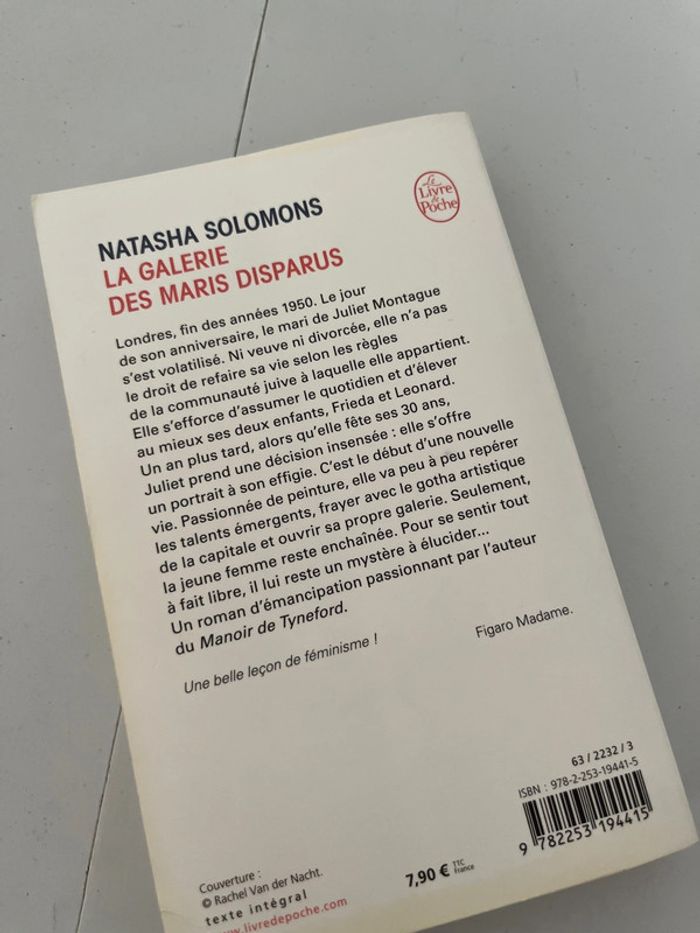 Le
Livre
de
Poche
NATASHA SOLOMONS
LA GALERIE
DES MARIS DISPARUS
Londres, fin des années 1950. Le jour
de son anniversaire, le mari de Juliet Montague
s'est volatilisé. Ni veuve ni divorcée, elle n'a pas
le droit de refaire sa vie selon les règles
de la communauté juive à laquelle elle appartient.
Elle s'efforce d'assumer le quotidien et d'élever
au mieux ses deux enfants, Frieda et Leonard.
Un an plus tard, alors qu'elle fête ses 30 ans,
Juliet prend une décision insensée : elle s'offre
un portrait à son effigie. C'est le début d'une nouvelle
vie. Passionnée de peinture, elle va peu à peu repérer
les talents émergents, frayer avec le gotha artistique
de la capitale et ouvrir sa propre galerie. Seulement,
la jeune femme reste enchaînée. Pour se sentir tout
à fait libre, il lui reste un mystère à élucider...
Un roman d'émancipation passionnant par l'auteur
du Manoir de Tyneford.
Une belle leçon de féminisme !
Figaro Madame.
Couverture :
© Rachel Van der Nacht.
texte intégral
www.livredepoche.com
7,90 € TTC France
63 / 2232 / 3
ISBN : 978-2-253-19441-5
9 782253 194415